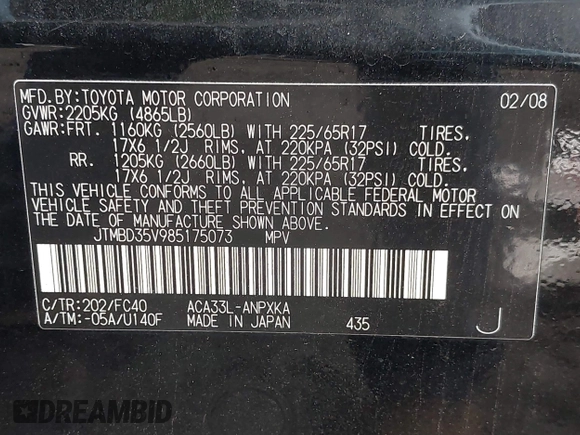 MFD.BY:TOYOTA MOTOR CORPORATION 02/08
GVWR:2205KG (4865LB)
GAWR:FRT. 1160KG (2560LB) WITH 225/65R17 TIRES,
17X6 1/2J RIMS, AT 220KPA (32PSI) COLD.
RR. 1205KG (2660LB) WITH 225/65R17 TIRES,
17X6 1/2J RIMS, AT 220KPA (32PSI) COLD.
THIS VEHICLE CONFORMS TO ALL APPLICABLE FEDERAL MOTOR
VEHICLE SAFETY AND THEFT PREVENTION STANDARDS IN EFFECT ON
THE DATE OF MANUFACTURE SHOWN ABOVE.
JTMBD35V985175073 MPV
C/TR:202/FC40 ACA33L-ANPXKA
A/TM:-05A/U140F MADE IN JAPAN 435 J
DREAMBID